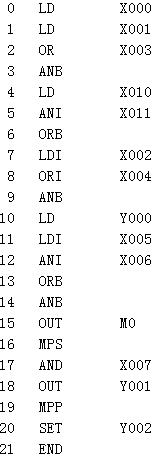 0 LD X000
1 LD X001
2 OR X003
3 ANB
4 LD X010
5 ANI X011
6 ORB
7 LDI X002
8 ORI X004
9 ANB
10 LD Y000
11 LDI X005
12 ANI X006
13 ORB
14 ANB
15 OUT M0
16 MPS
17 AND X007
18 OUT Y001
19 MPP
20 SET Y002
21 END